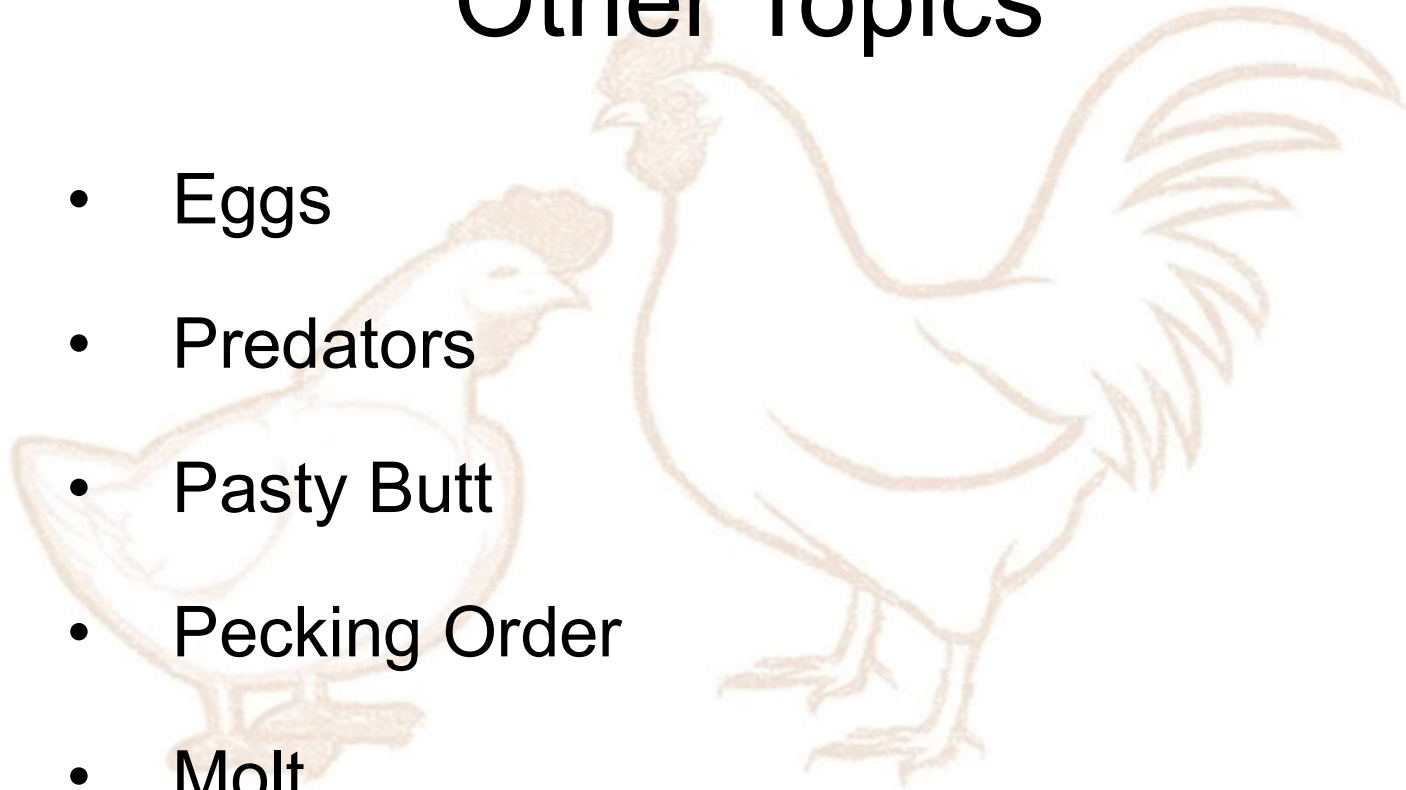 Other Topics
• Eggs
• Predators
• Pasty Butt
• Pecking Order
• Molt